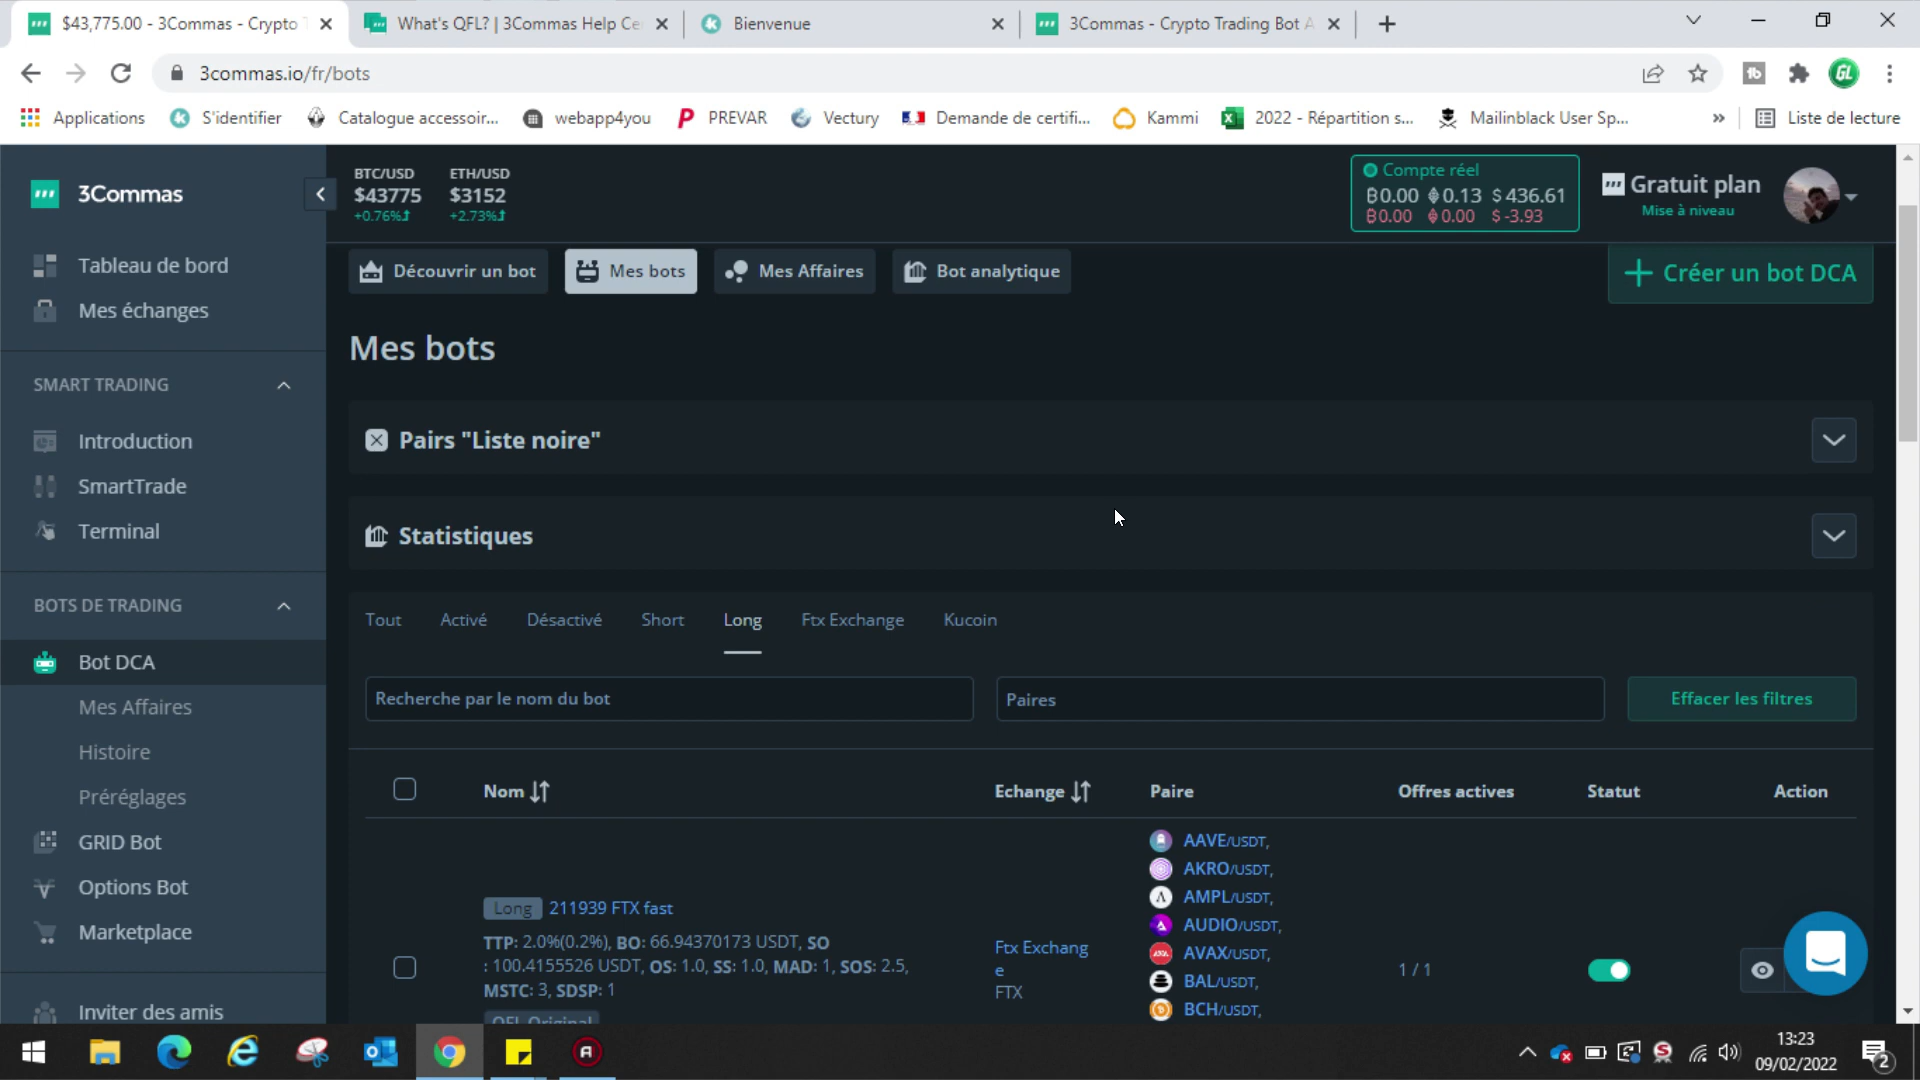 $43,775.00 - 3Commas - Crypto
What's QFL? | 3Commas Help Ce
Bienvenue
3Commas - Crypto Trading Bot
3commas.io/fr/bots
Applications
S'identifier
Catalogue accessoir...
webapp4you
PREVAR
Vectury
Demande de certifi...
Kammi
2022 - Répartition s...
Mailinblack User Sp...
»
Liste de lecture
3Commas
BTC/USD
$43775
+0.76%
ETH/USD
$3152
+2.73%
Compte réel
0.00 0.13 $ 436.61
0.00 0.00 $ -3.93
Gratuit plan
Mise à niveau
Tableau de bord
Mes échanges
SMART TRADING
Introduction
SmartTrade
Terminal
BOTS DE TRADING
Bot DCA
Mes Affaires
Histoire
Préréglages
GRID Bot
Options Bot
Marketplace
Inviter des amis
Découvrir un bot
Mes bots
Mes Affaires
Bot analytique
+ Créer un bot DCA
Mes bots
Pairs "Liste noire"
Statistiques
Tout
Activé
Désactivé
Short
Long
Ftx Exchange
Kucoin
Recherche par le nom du bot
Paires
Effacer les filtres
Nom
Echange
Paire
Offres actives
Statut
Action
Long 211939 FTX fast
TTP: 2.0%(0.2%), BO: 66.94370173 USDT, SO
: 100.4155526 USDT, OS: 1.0, SS: 1.0, MAD: 1, SOS: 2.5,
MSTC: 3, SDSP: 1
QFL Original
Ftx Exchang
e
FTX
AAVE/USDT,
AKRO/USDT,
AMPL/USDT,
AUDIO/USDT,
AVAX/USDT,
BAL/USDT,
BCH/USDT,
1 / 1
13:23
09/02/2022
2